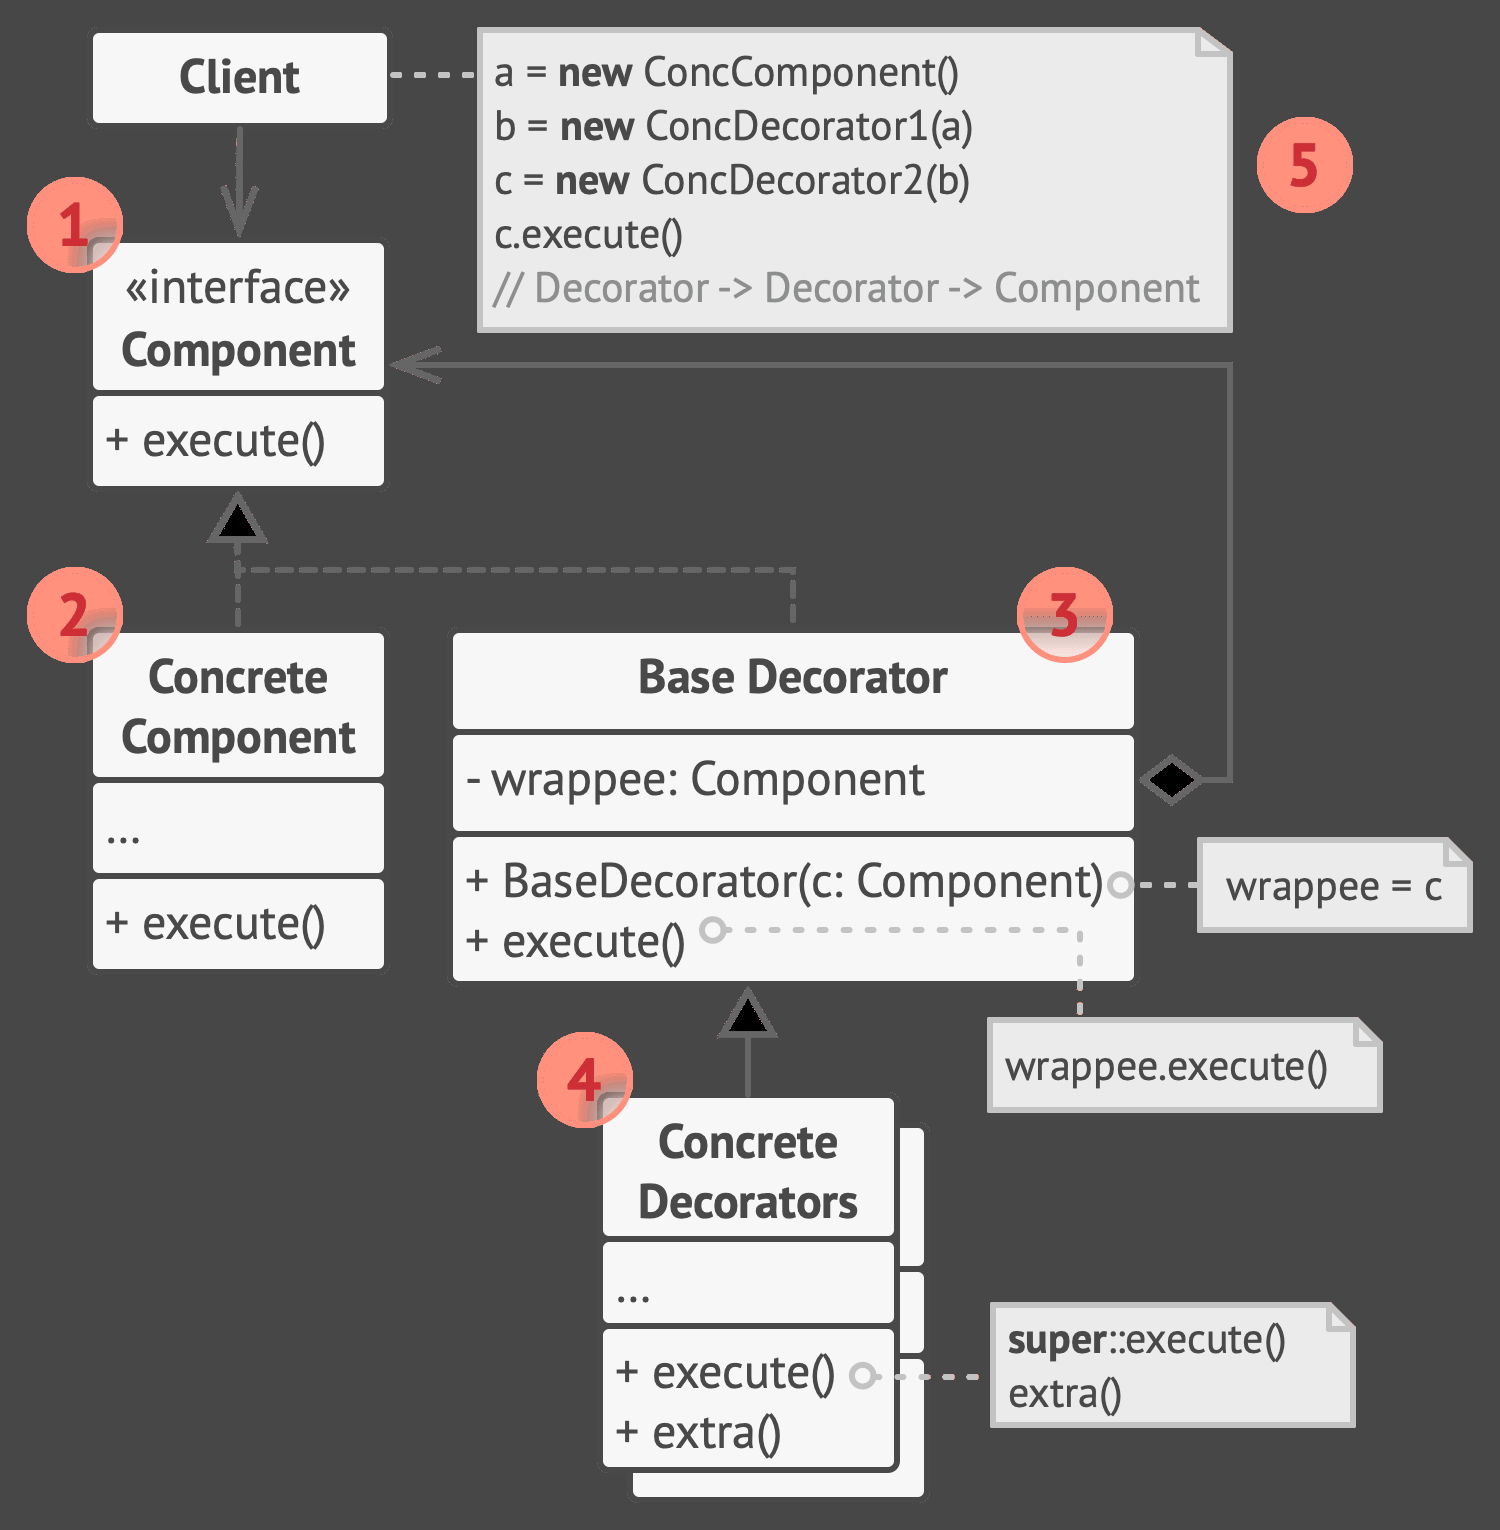 Client
a = new ConcComponent()
b = new ConcDecorator1(a)
c = new ConcDecorator2(b)
c.execute()
// Decorator -> Decorator -> Component
5
1
«interface»
Component
+ execute()
2
Concrete
Component
...
+ execute()
3
Base Decorator
- wrappee: Component
+ BaseDecorator(c: Component)
+ execute()
wrappee = c
wrappee.execute()
4
Concrete
Decorators
...
+ execute()
+ extra()
super::execute()
extra()